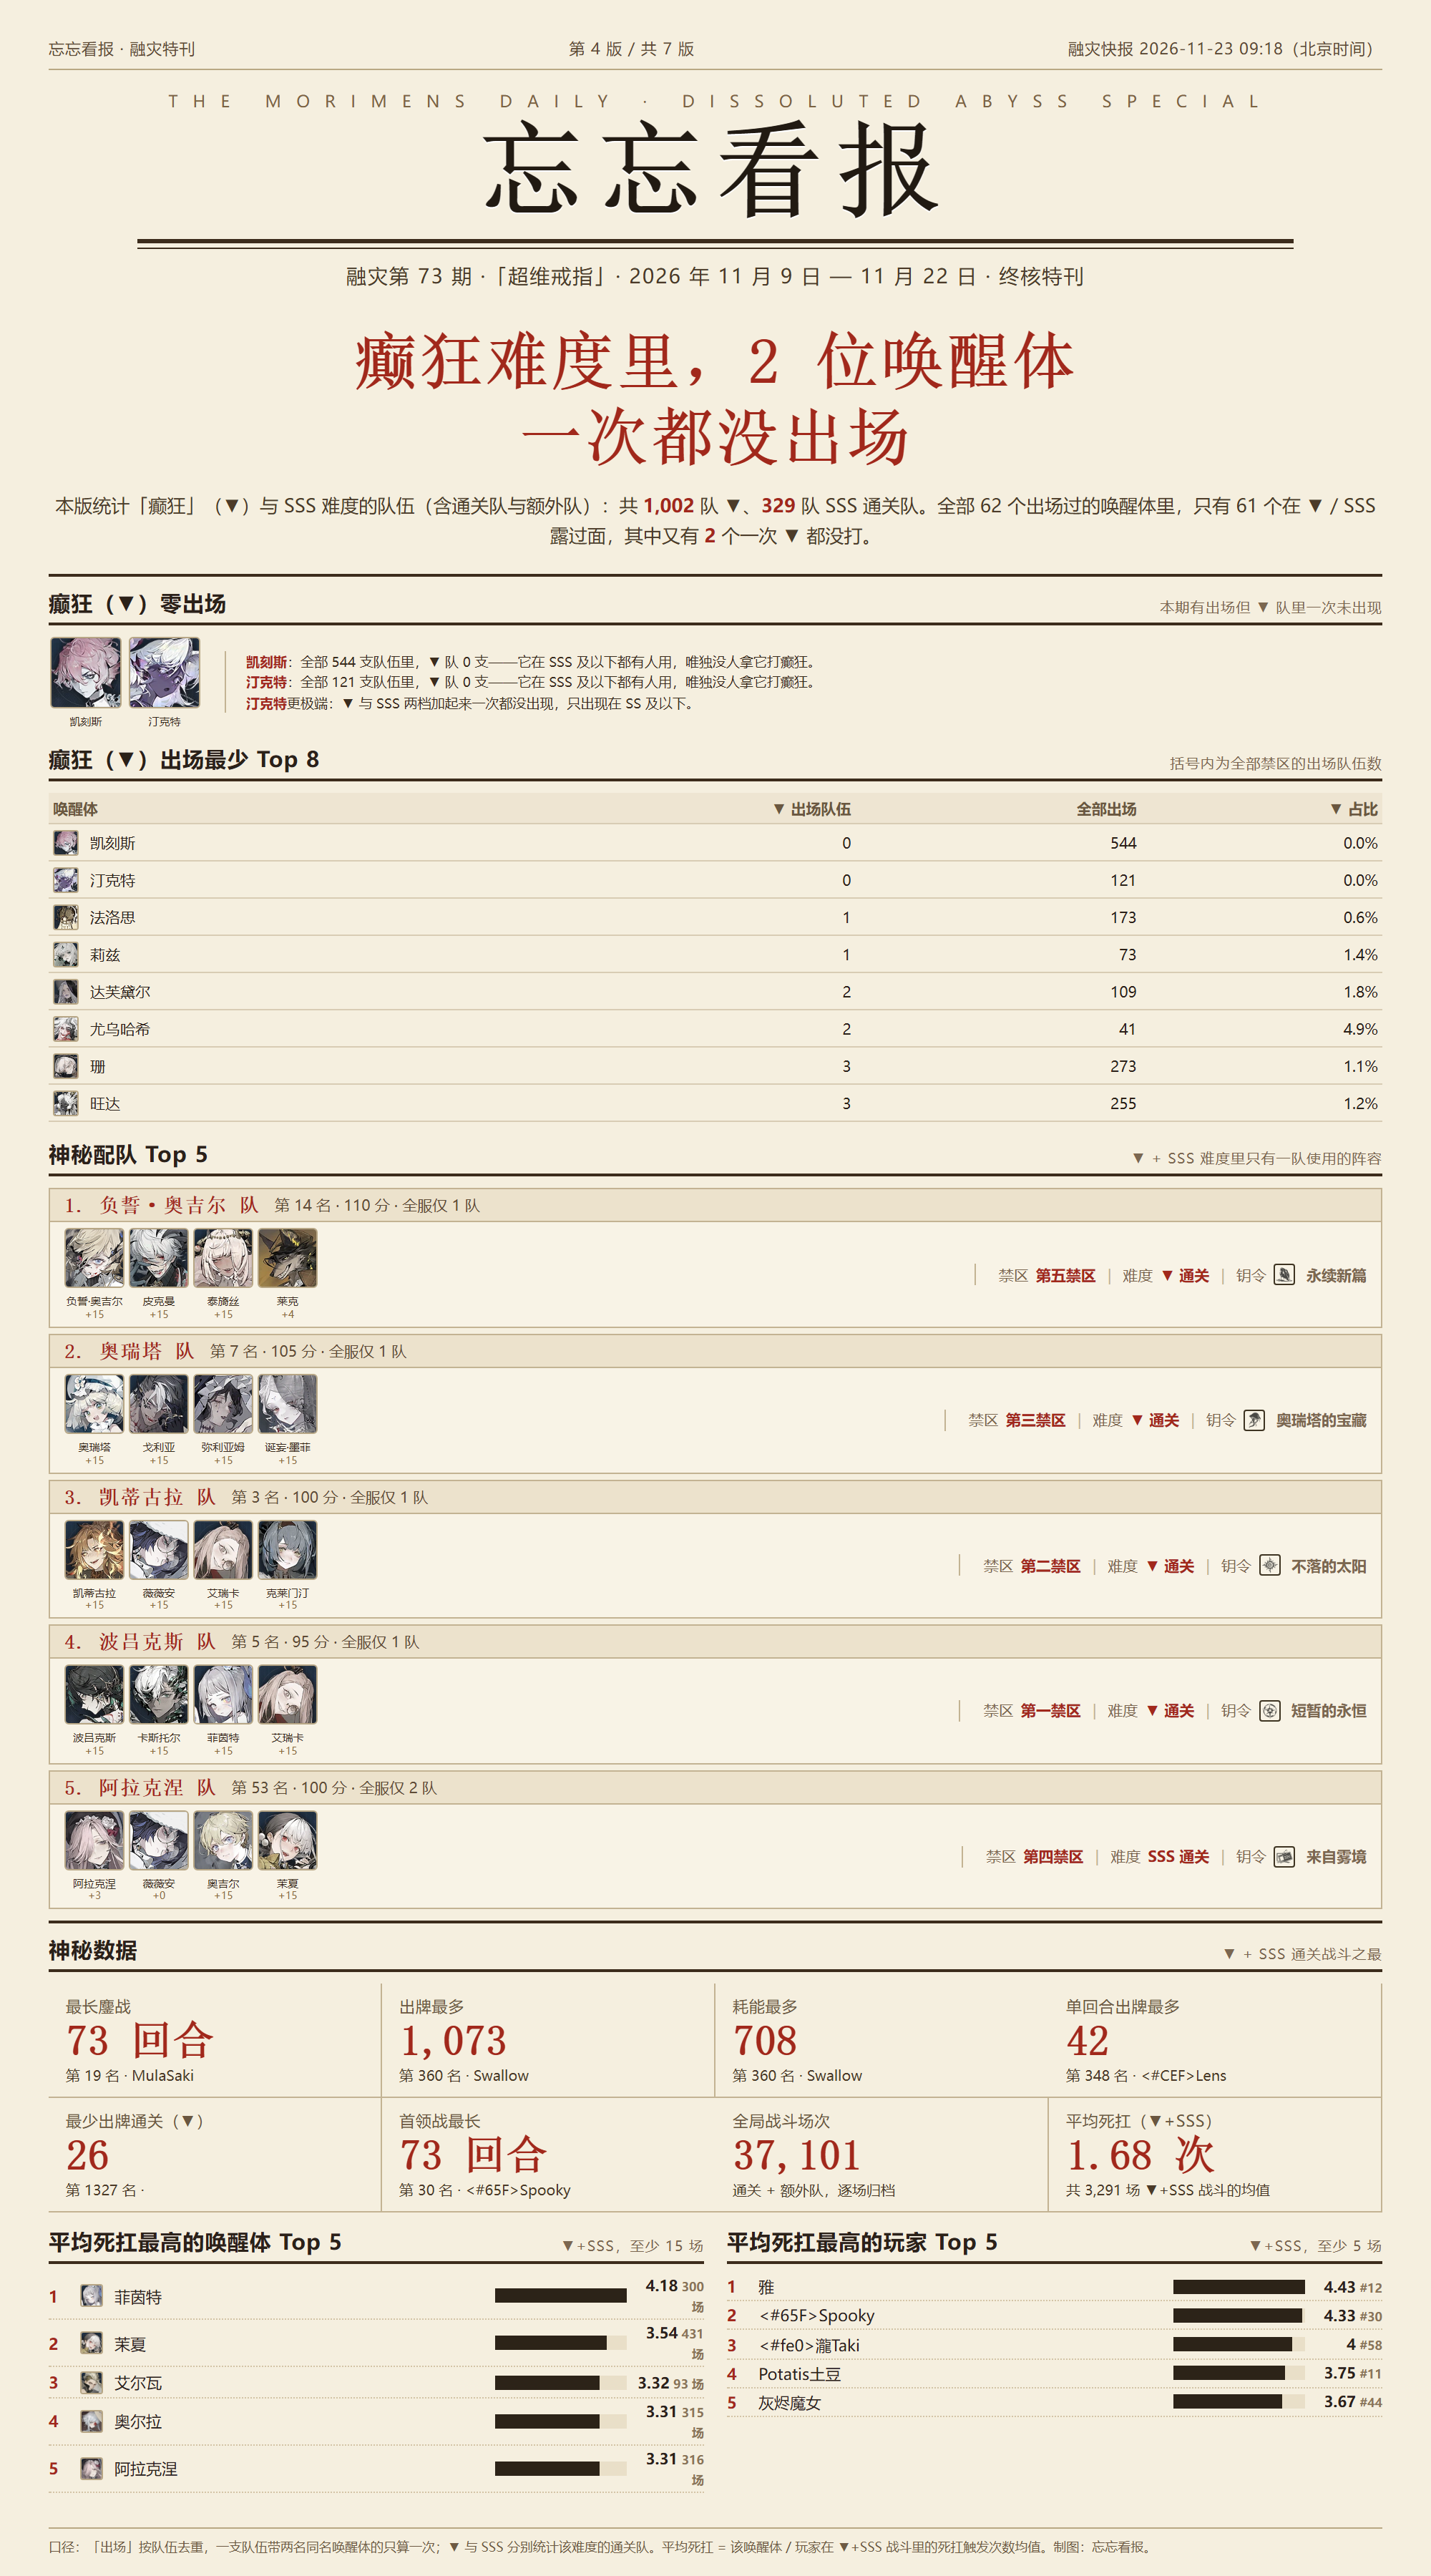 忘忘看报 · 融灾特刊
第 4 版 / 共 7 版
融灾快报 2026-11-23 09:18（北京时间）
THE MORIMENS DAILY · DISSOLUTED ABYSS SPECIAL
忘忘看报
融灾第 73 期 ·「超维戒指」· 2026 年 11 月 9 日 — 11 月 22 日 · 终核特刊
癫狂难度里，2 位唤醒体
一次都没出场
本版统计「癫狂」（▼）与 SSS 难度的队伍（含通关队与额外队）：共 1,002 队 ▼、329 队 SSS 通关队。全部 62 个出场过的唤醒体里，只有 61 个在 ▼ / SSS
露过面，其中又有 2 个一次 ▼ 都没打。
癫狂（▼）零出场
本期有出场但 ▼ 队里一次未出现
凯刻斯
汀克特
凯刻斯：全部 544 支队伍里，▼ 队 0 支——它在 SSS 及以下都有人用，唯独没人拿它打癫狂。
汀克特：全部 121 支队伍里，▼ 队 0 支——它在 SSS 及以下都有人用，唯独没人拿它打癫狂。
汀克特更极端：▼ 与 SSS 两档加起来一次都没出现，只出现在 SS 及以下。
癫狂（▼）出场最少 Top 8
括号内为全部禁区的出场队伍数
唤醒体 ▼ 出场队伍 全部出场 ▼ 占比
凯刻斯 0 544 0.0%
汀克特 0 121 0.0%
法洛思 1 173 0.6%
莉兹 1 73 1.4%
达芙黛尔 2 109 1.8%
尤乌哈希 2 41 4.9%
珊 3 273 1.1%
旺达 3 255 1.2%
神秘配队 Top 5
▼ + SSS 难度里只有一队使用的阵容
1. 负誓·奥吉尔 队 第 14 名 · 110 分 · 全服仅 1 队
负誓·奥吉尔 皮克曼 泰旖丝 莱克
+15 +15 +15 +4
禁区 第五禁区 | 难度 ▼ 通关 | 钥令 永续新篇
2. 奥瑞塔 队 第 7 名 · 105 分 · 全服仅 1 队
奥瑞塔 戈利亚 弥利亚姆 诞妄·墨菲
+15 +15 +15 +15
禁区 第三禁区 | 难度 ▼ 通关 | 钥令 奥瑞塔的宝藏
3. 凯蒂古拉 队 第 3 名 · 100 分 · 全服仅 1 队
凯蒂古拉 薇薇安 艾瑞卡 克莱门汀
+15 +15 +15 +15
禁区 第二禁区 | 难度 ▼ 通关 | 钥令 不落的太阳
4. 波吕克斯 队 第 5 名 · 95 分 · 全服仅 1 队
波吕克斯 卡斯托尔 菲茵特 艾瑞卡
+15 +15 +15 +15
禁区 第一禁区 | 难度 ▼ 通关 | 钥令 短暂的永恒
5. 阿拉克涅 队 第 53 名 · 100 分 · 全服仅 2 队
阿拉克涅 薇薇安 奥吉尔 茉夏
+3 +0 +15 +15
禁区 第四禁区 | 难度 SSS 通关 | 钥令 来自雾境
神秘数据
▼ + SSS 通关战斗之最
最长鏖战 出牌最多 耗能最多 单回合出牌最多
73 回合 1,073 708 42
第 19 名 · MulaSaki 第 360 名 · Swallow 第 360 名 · Swallow 第 348 名 · <#CEF>Lens
最少出牌通关（▼） 首领战最长 全局战斗场次 平均死扛（▼+SSS）
26 73 回合 37,101 1.68 次
第 1327 名 · 第 30 名 · <#65F>Spooky 通关 + 额外队，逐场归档 共 3,291 场 ▼+SSS 战斗的均值
平均死扛最高的唤醒体 Top 5
▼+SSS，至少 15 场
1 菲茵特 4.18 300
场
2 茉夏 3.54 431
场
3 艾尔瓦 3.32 93 场
4 奥尔拉 3.31 315
场
5 阿拉克涅 3.31 316
场
平均死扛最高的玩家 Top 5
▼+SSS，至少 5 场
1 雅 4.43 #12
2 <#65F>Spooky 4.33 #30
3 <#fe0>瀧Taki 4 #58
4 Potatis土豆 3.75 #11
5 灰烬魔女 3.67 #44
口径：「出场」按队伍去重，一支队伍带两名同名唤醒体的只算一次；▼ 与 SSS 分别统计该难度的通关队。平均死扛 = 该唤醒体 / 玩家在 ▼+SSS 战斗里的死扛触发次数均值。制图：忘忘看报。